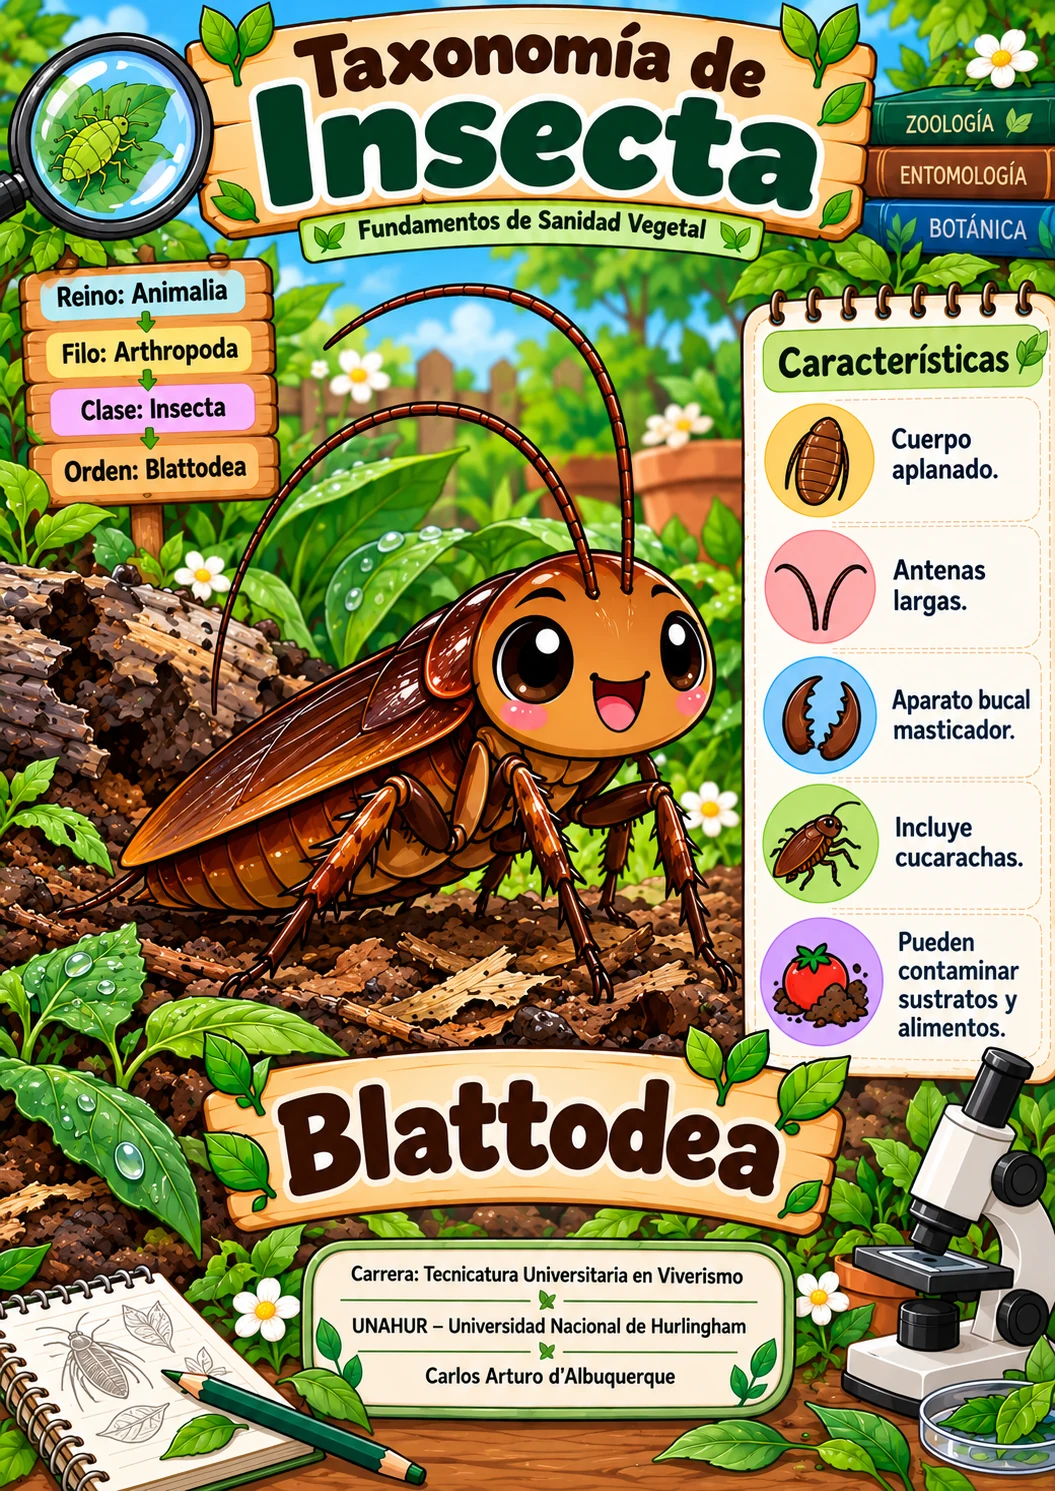 Taxonomía de
Insecta
Fundamentos de Sanidad Vegetal
ZOOLOGÍA
ENTOMOLOGÍA
BOTÁNICA
Reino: Animalia
Filo: Arthropoda
Clase: Insecta
Orden: Blattodea
Características
Cuerpo
aplanado.
Antenas
largas.
Aparato bucal
masticador.
Incluye
cucarachas.
Pueden
contaminar
sustratos y
alimentos.
Blattodea
Carrera: Tecnicatura Universitaria en Viverismo
UNAHUR – Universidad Nacional de Hurlingham
Carlos Arturo d'Albuquerque